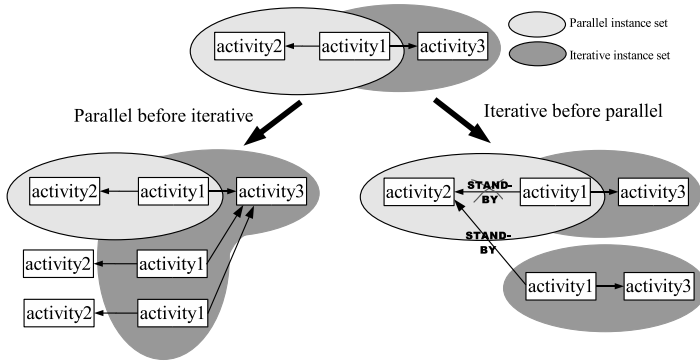 Parallel instance set
activity2 activity1 activity3
Iterative instance set
Parallel before iterative
Iterative before parallel
activity2 activity1 activity3
activity2 STAND-BY activity1 activity3
STAND-BY
activity2 activity1
activity1 activity3
activity2 activity1